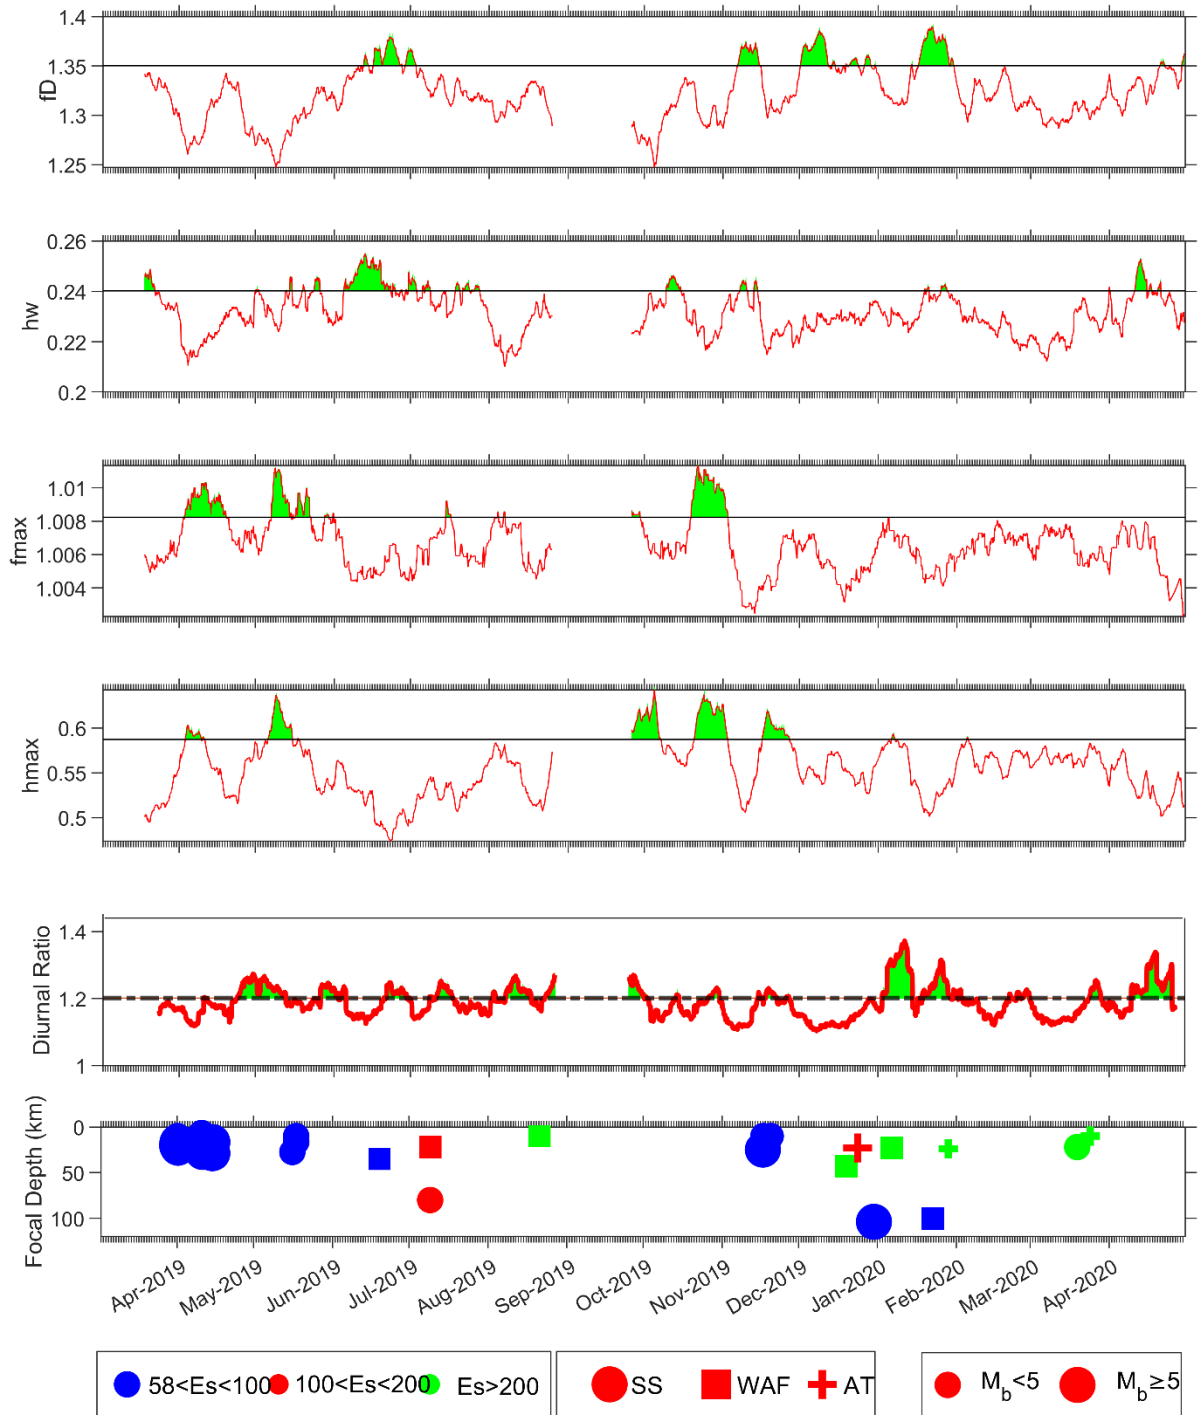 1.4
1.35
1.3
1.25
fD
0.26
0.24
0.22
0.2
hw
1.01
1.008
1.006
1.004
fmax
0.6
0.55
0.5
hmax
1.4
1.2
1
Diurnal Ratio
0
50
100
Focal Depth (km)
Apr-2019 May-2019 Jun-2019 Jul-2019 Aug-2019 Sep-2019 Oct-2019 Nov-2019 Dec-2019 Jan-2020 Feb-2020 Mar-2020 Apr-2020
58<Es<100 100<Es<200 Es>200 SS WAF AT M_b<5 M_b≥5